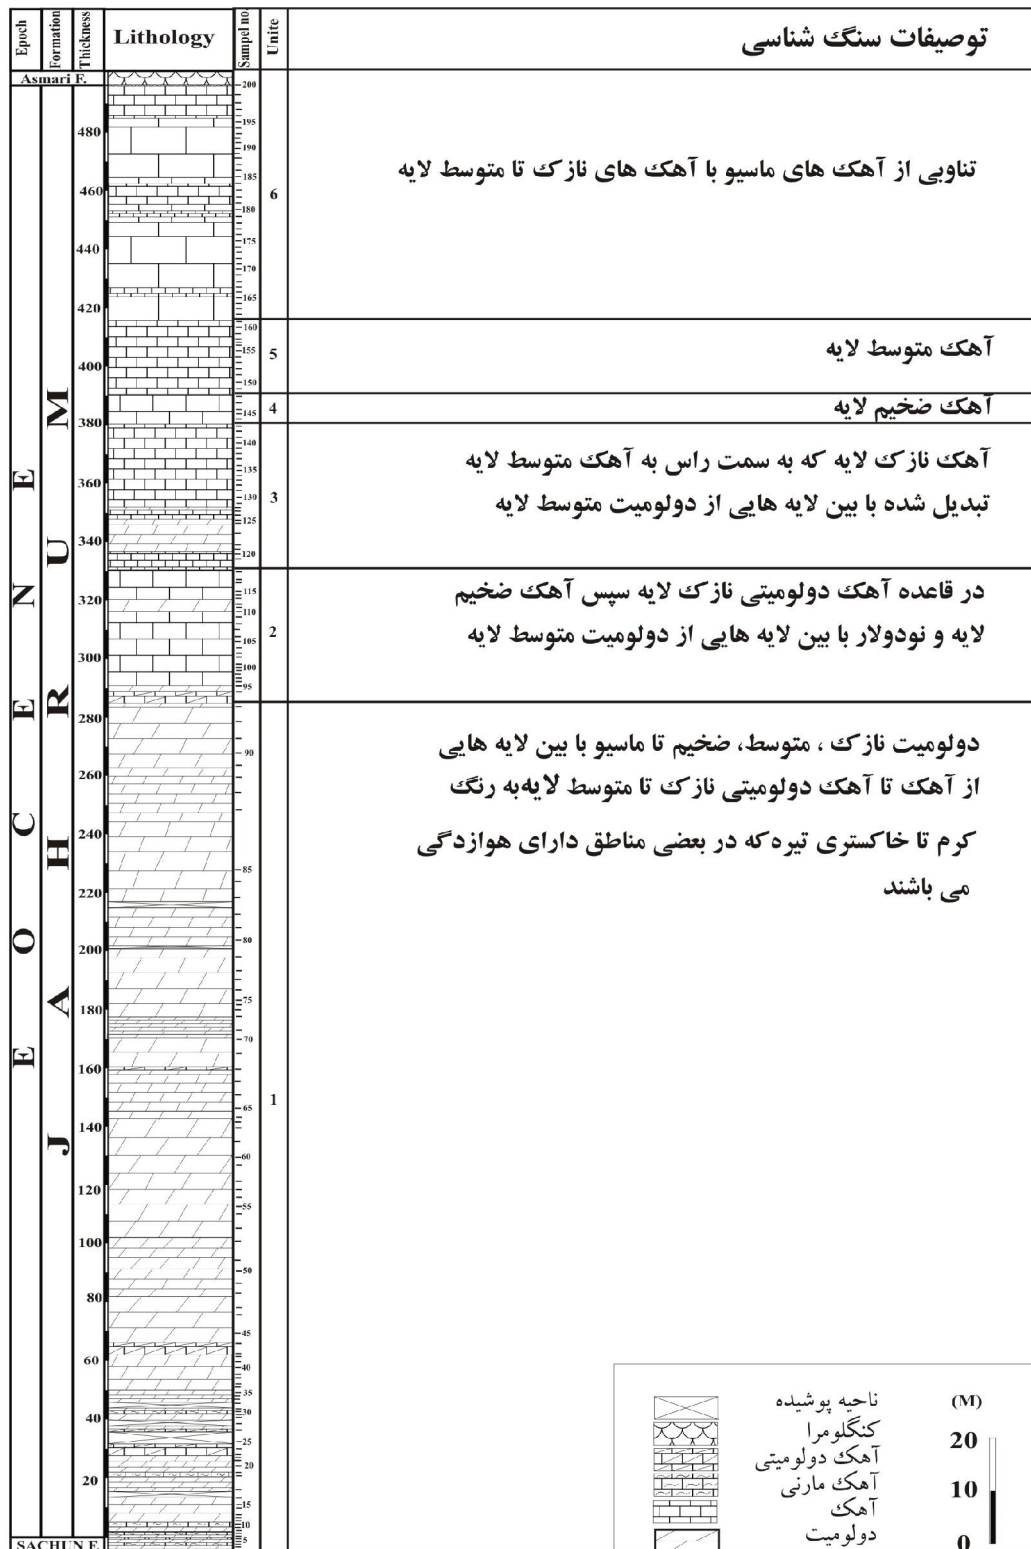 Epoch
Formation
Thickness
Lithology
Sampel no
Unite
توصیفات سنگ شناسی
Asmari F.
EOCENE
JAHRUM
480
460
440
420
400
380
360
340
320
300
280
260
240
220
200
180
160
140
120
100
80
60
40
20
SACHUN F.
200
195
190
185
180
175
170
165
160
155
150
145
140
135
130
125
120
115
110
105
100
95
90
85
80
75
70
65
60
55
50
45
40
35
30
25
20
15
10
5
6
تناوبی از آهک های ماسیو با آهک های نازک تا متوسط لایه
5
آهک متوسط لایه
4
آهک ضخیم لایه
3
آهک نازک لایه که به سمت راس به آهک متوسط لایه
تبدیل شده با بین لایه هایی از دولومیت متوسط لایه
2
در قاعده آهک دولومیتی نازک لایه سپس آهک ضخیم
لایه و نودولار با بین لایه هایی از دولومیت متوسط لایه
1
دولومیت نازک ، متوسط، ضخیم تا ماسیو با بین لایه هایی
از آهک تا آهک دولومیتی نازک تا متوسط لایهبه رنگ
کرم تا خاکستری تیره که در بعضی مناطق دارای هوازدگی
می باشند
ناحیه پوشیده
کنگلومرا
آهک دولومیتی
آهک مارنی
آهک
دولومیت
(M)
20
10
0